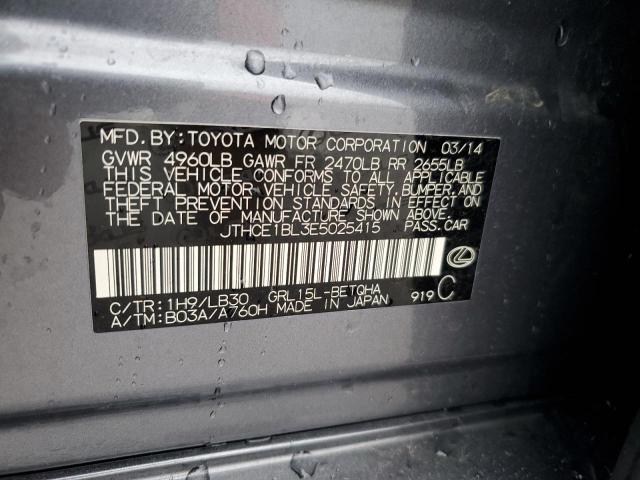 MFD. BY: TOYOTA MOTOR CORPORATION 03/14
GVWR 4960LB GAWR FR 2470LB RR 2655LB
THIS VEHICLE CONFORMS TO ALL APPLICABLE
FEDERAL MOTOR VEHICLE SAFETY, BUMPER, AND
THEFT PREVENTION STANDARDS IN EFFECT ON
THE DATE OF MANUFACTURE SHOWN ABOVE.
JTHCE1BL3E5025415 PASS. CAR
C/TR: 1H9/LB30 GRL15L-BETQHA
A/TM: B03A/A760H MADE IN JAPAN 919 C